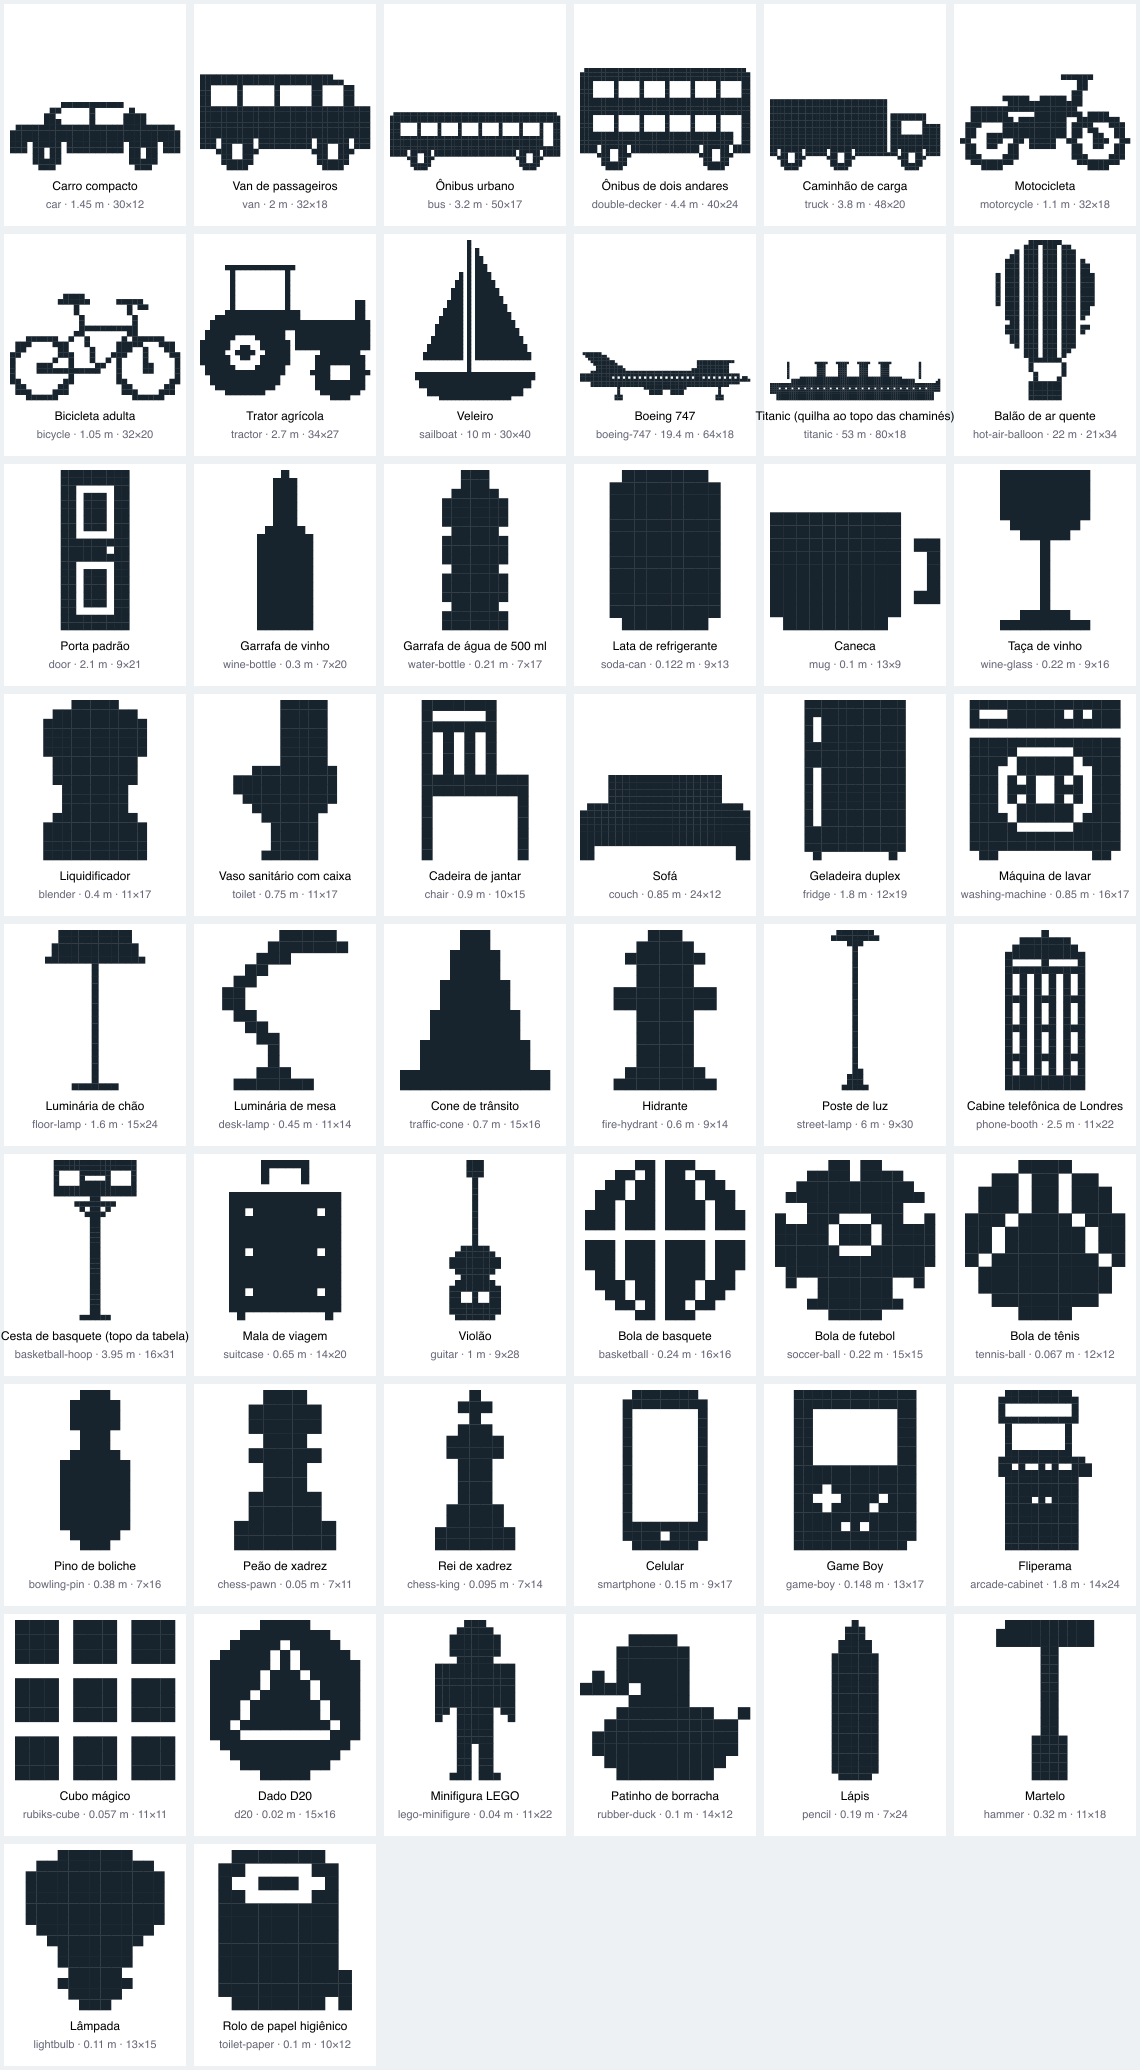 Carro compacto
car · 1.45 m · 30×12
Van de passageiros
van · 2 m · 32×18
Ônibus urbano
bus · 3.2 m · 50×17
Ônibus de dois andares
double-decker · 4.4 m · 40×24
Caminhão de carga
truck · 3.8 m · 48×20
Motocicleta
motorcycle · 1.1 m · 32×18
Bicicleta adulta
bicycle · 1.05 m · 32×20
Trator agrícola
tractor · 2.7 m · 34×27
Veleiro
sailboat · 10 m · 30×40
Boeing 747
boeing-747 · 19.4 m · 64×18
Titanic (quilha ao topo das chaminés)
titanic · 53 m · 80×18
Balão de ar quente
hot-air-balloon · 22 m · 21×34
Porta padrão
door · 2.1 m · 9×21
Garrafa de vinho
wine-bottle · 0.3 m · 7×20
Garrafa de água de 500 ml
water-bottle · 0.21 m · 7×17
Lata de refrigerante
soda-can · 0.122 m · 9×13
Caneca
mug · 0.1 m · 13×9
Taça de vinho
wine-glass · 0.22 m · 9×16
Liquidificador
blender · 0.4 m · 11×17
Vaso sanitário com caixa
toilet · 0.75 m · 11×17
Cadeira de jantar
chair · 0.9 m · 10×15
Sofá
couch · 0.85 m · 24×12
Geladeira duplex
fridge · 1.8 m · 12×19
Máquina de lavar
washing-machine · 0.85 m · 16×17
Luminária de chão
floor-lamp · 1.6 m · 15×24
Luminária de mesa
desk-lamp · 0.45 m · 11×14
Cone de trânsito
traffic-cone · 0.7 m · 15×16
Hidrante
fire-hydrant · 0.6 m · 9×14
Poste de luz
street-lamp · 6 m · 9×30
Cabine telefônica de Londres
phone-booth · 2.5 m · 11×22
Cesta de basquete (topo da tabela)
basketball-hoop · 3.95 m · 16×31
Mala de viagem
suitcase · 0.65 m · 14×20
Violão
guitar · 1 m · 9×28
Bola de basquete
basketball · 0.24 m · 16×16
Bola de futebol
soccer-ball · 0.22 m · 15×15
Bola de tênis
tennis-ball · 0.067 m · 12×12
Pino de boliche
bowling-pin · 0.38 m · 7×16
Peão de xadrez
chess-pawn · 0.05 m · 7×11
Rei de xadrez
chess-king · 0.095 m · 7×14
Celular
smartphone · 0.15 m · 9×17
Game Boy
game-boy · 0.148 m · 13×17
Fliperama
arcade-cabinet · 1.8 m · 14×24
Cubo mágico
rubiks-cube · 0.057 m · 11×11
Dado D20
d20 · 0.02 m · 15×16
Minifigura LEGO
lego-minifigure · 0.04 m · 11×22
Patinho de borracha
rubber-duck · 0.1 m · 14×12
Lápis
pencil · 0.19 m · 7×24
Martelo
hammer · 0.32 m · 11×18
Lâmpada
lightbulb · 0.11 m · 13×15
Rolo de papel higiênico
toilet-paper · 0.1 m · 10×12